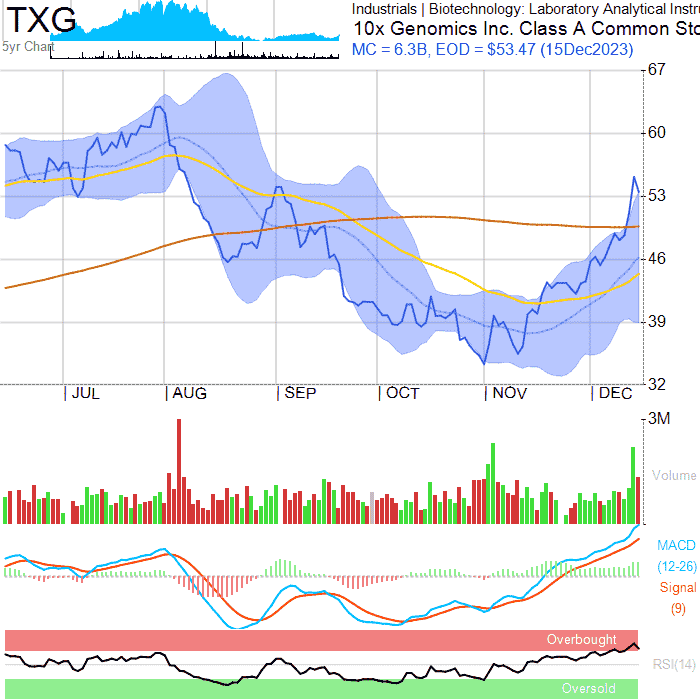 TXG
5yr Chart
Industrials | Biotechnology: Laboratory Analytical Instru
10x Genomics Inc. Class A Common Sto
MC = 6.3B, EOD = $53.47 (15Dec2023)
67
60
53
46
39
32
JUL AUG SEP OCT NOV DEC
3M
Volume
MACD
(12-26)
Signal
(9)
Overbought
RSI(14)
Oversold